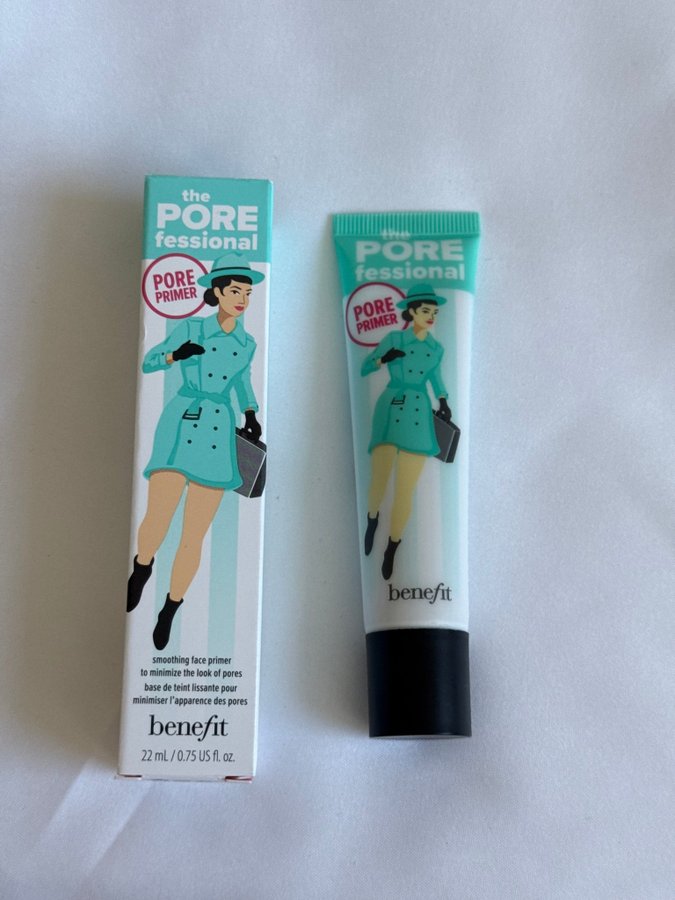 the
PORE
fessional
PORE
PRIMER
smoothing face primer
to minimize the look of pores
base de teint lissante pour
minimiser l'apparence des pores
benefit
22 mL / 0.75 US fl. oz.
the
PORE
fessional
PORE
PRIMER
benefit